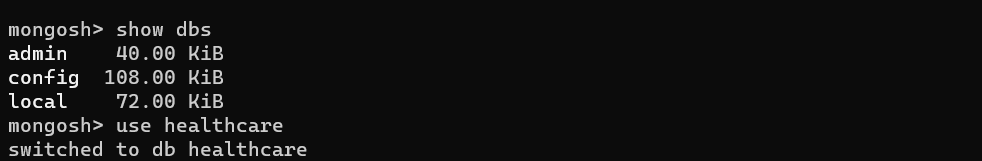 mongosh> show dbs
admin    40.00 KiB
config  108.00 KiB
local    72.00 KiB
mongosh> use healthcare
switched to db healthcare